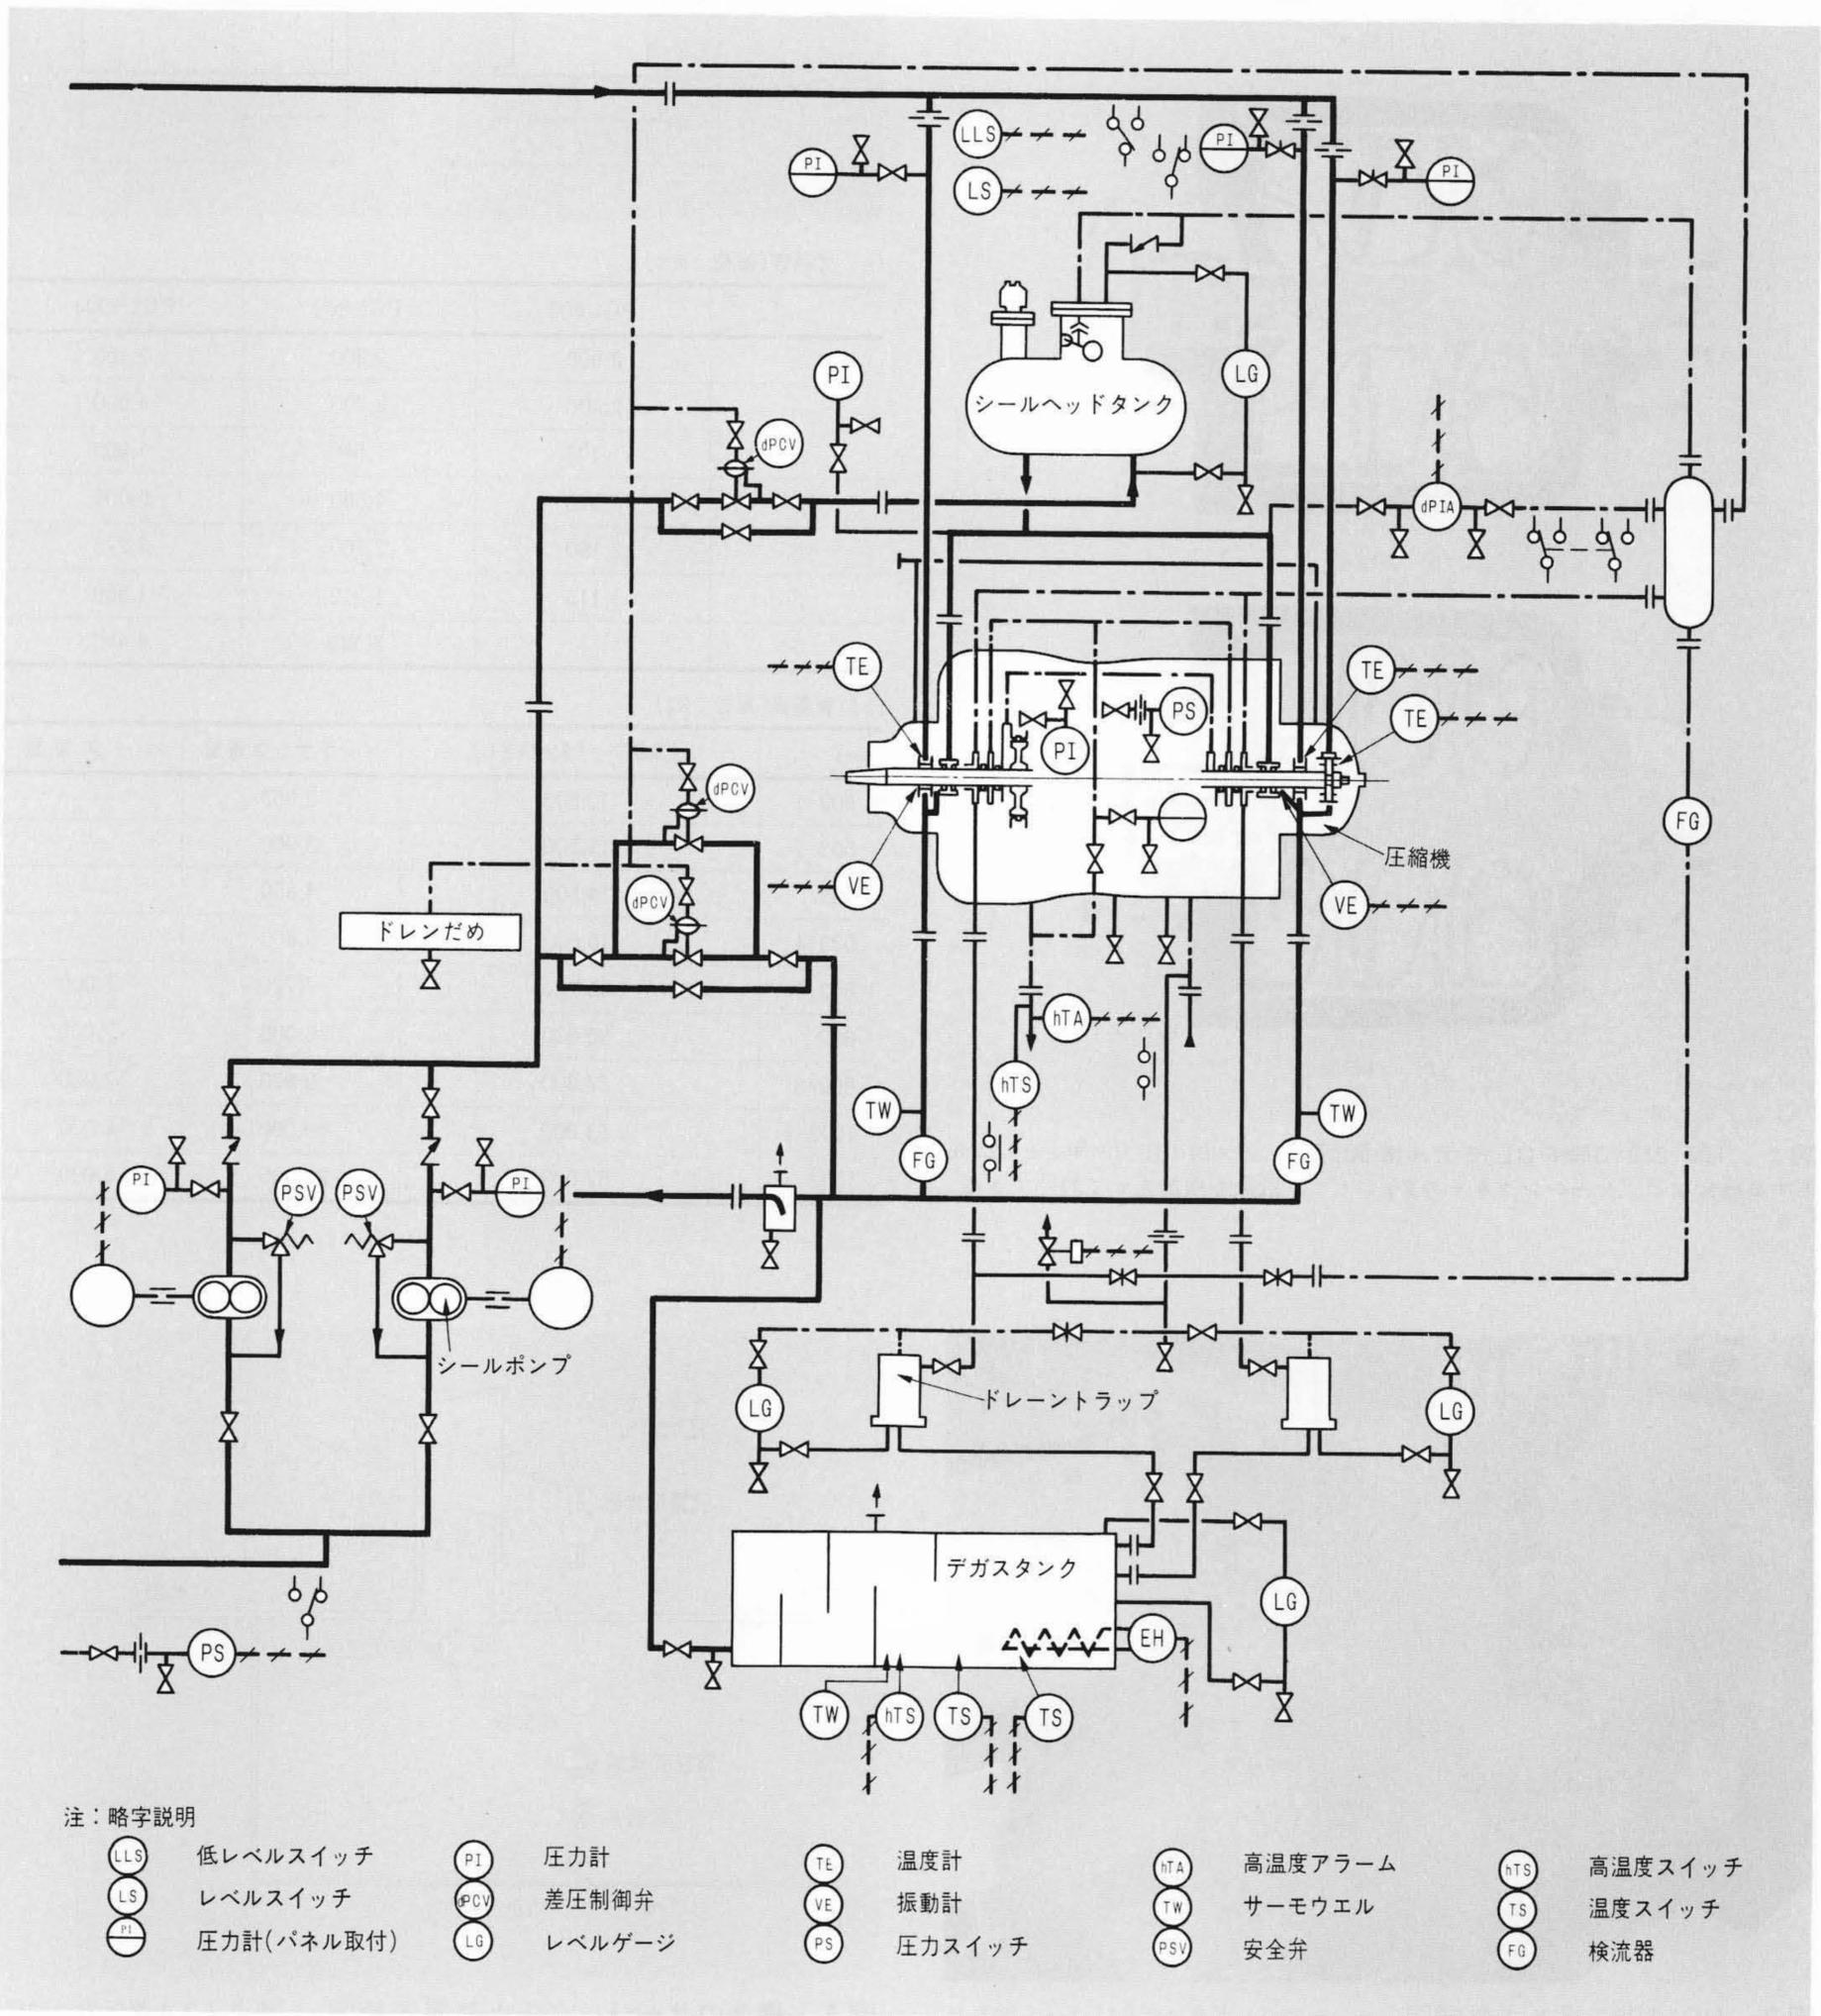 PI
LLS
PI
PI
LS
PI
LG
dPCV
シールヘッドタンク
dPIA
TE
TE
PS
TE
PI
dPCV
FG
圧縮機
VE
dPCV
VE
ドレンだめ
hTA
hTS
TW
TW
FG
FG
PI
PSV
PSV
PI
シールポンプ
ドレーントラップ
LG
LG
デガスタンク
LG
EH
PS
TW
hTS
TS
TS
注：略字説明
LLS 低レベルスイッチ
PI 圧力計
TE 温度計
hTA 高温度アラーム
hTS 高温度スイッチ
LS レベルスイッチ
dPCV 差圧制御弁
VE 振動計
TW サーモウエル
TS 温度スイッチ
PI 圧力計(パネル取付)
LG レベルゲージ
PS 圧力スイッチ
PSV 安全弁
FG 検流器